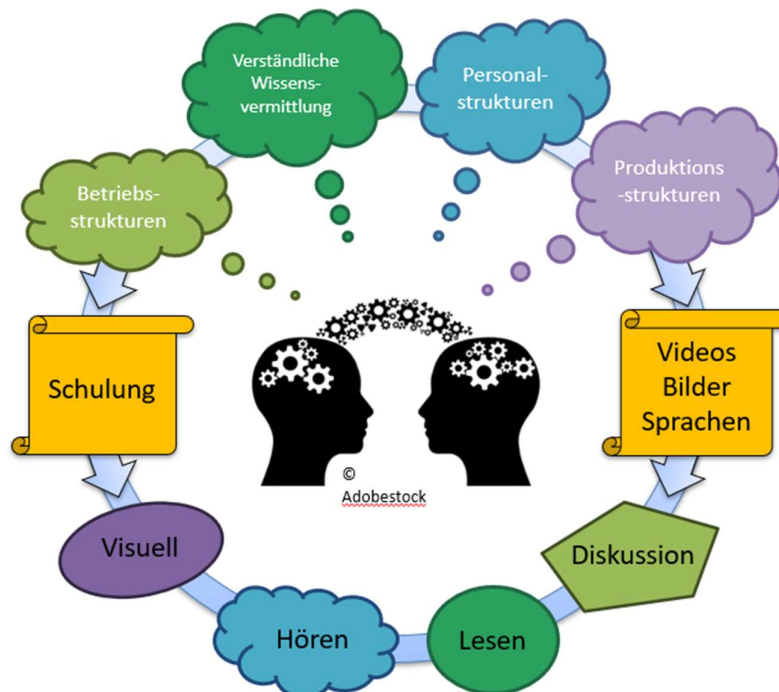 Verständliche
Wissens-
vermittlung
Personal-
strukturen
Betriebs-
strukturen
Produktions
-strukturen
Schulung
Videos
Bilder
Sprachen
©
Adobestock
Visuell
Diskussion
Hören
Lesen